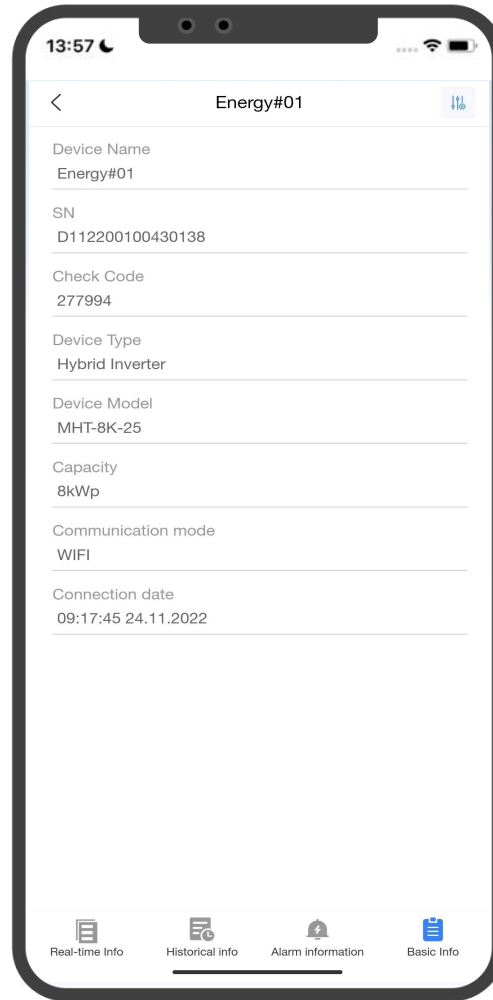 13:57
Energy#01
Device Name
Energy#01
SN
D112200100430138
Check Code
277994
Device Type
Hybrid Inverter
Device Model
MHT-8K-25
Capacity
8kWp
Communication mode
WIFI
Connection date
09:17:45 24.11.2022
Real-time Info Historical info Alarm information Basic Info